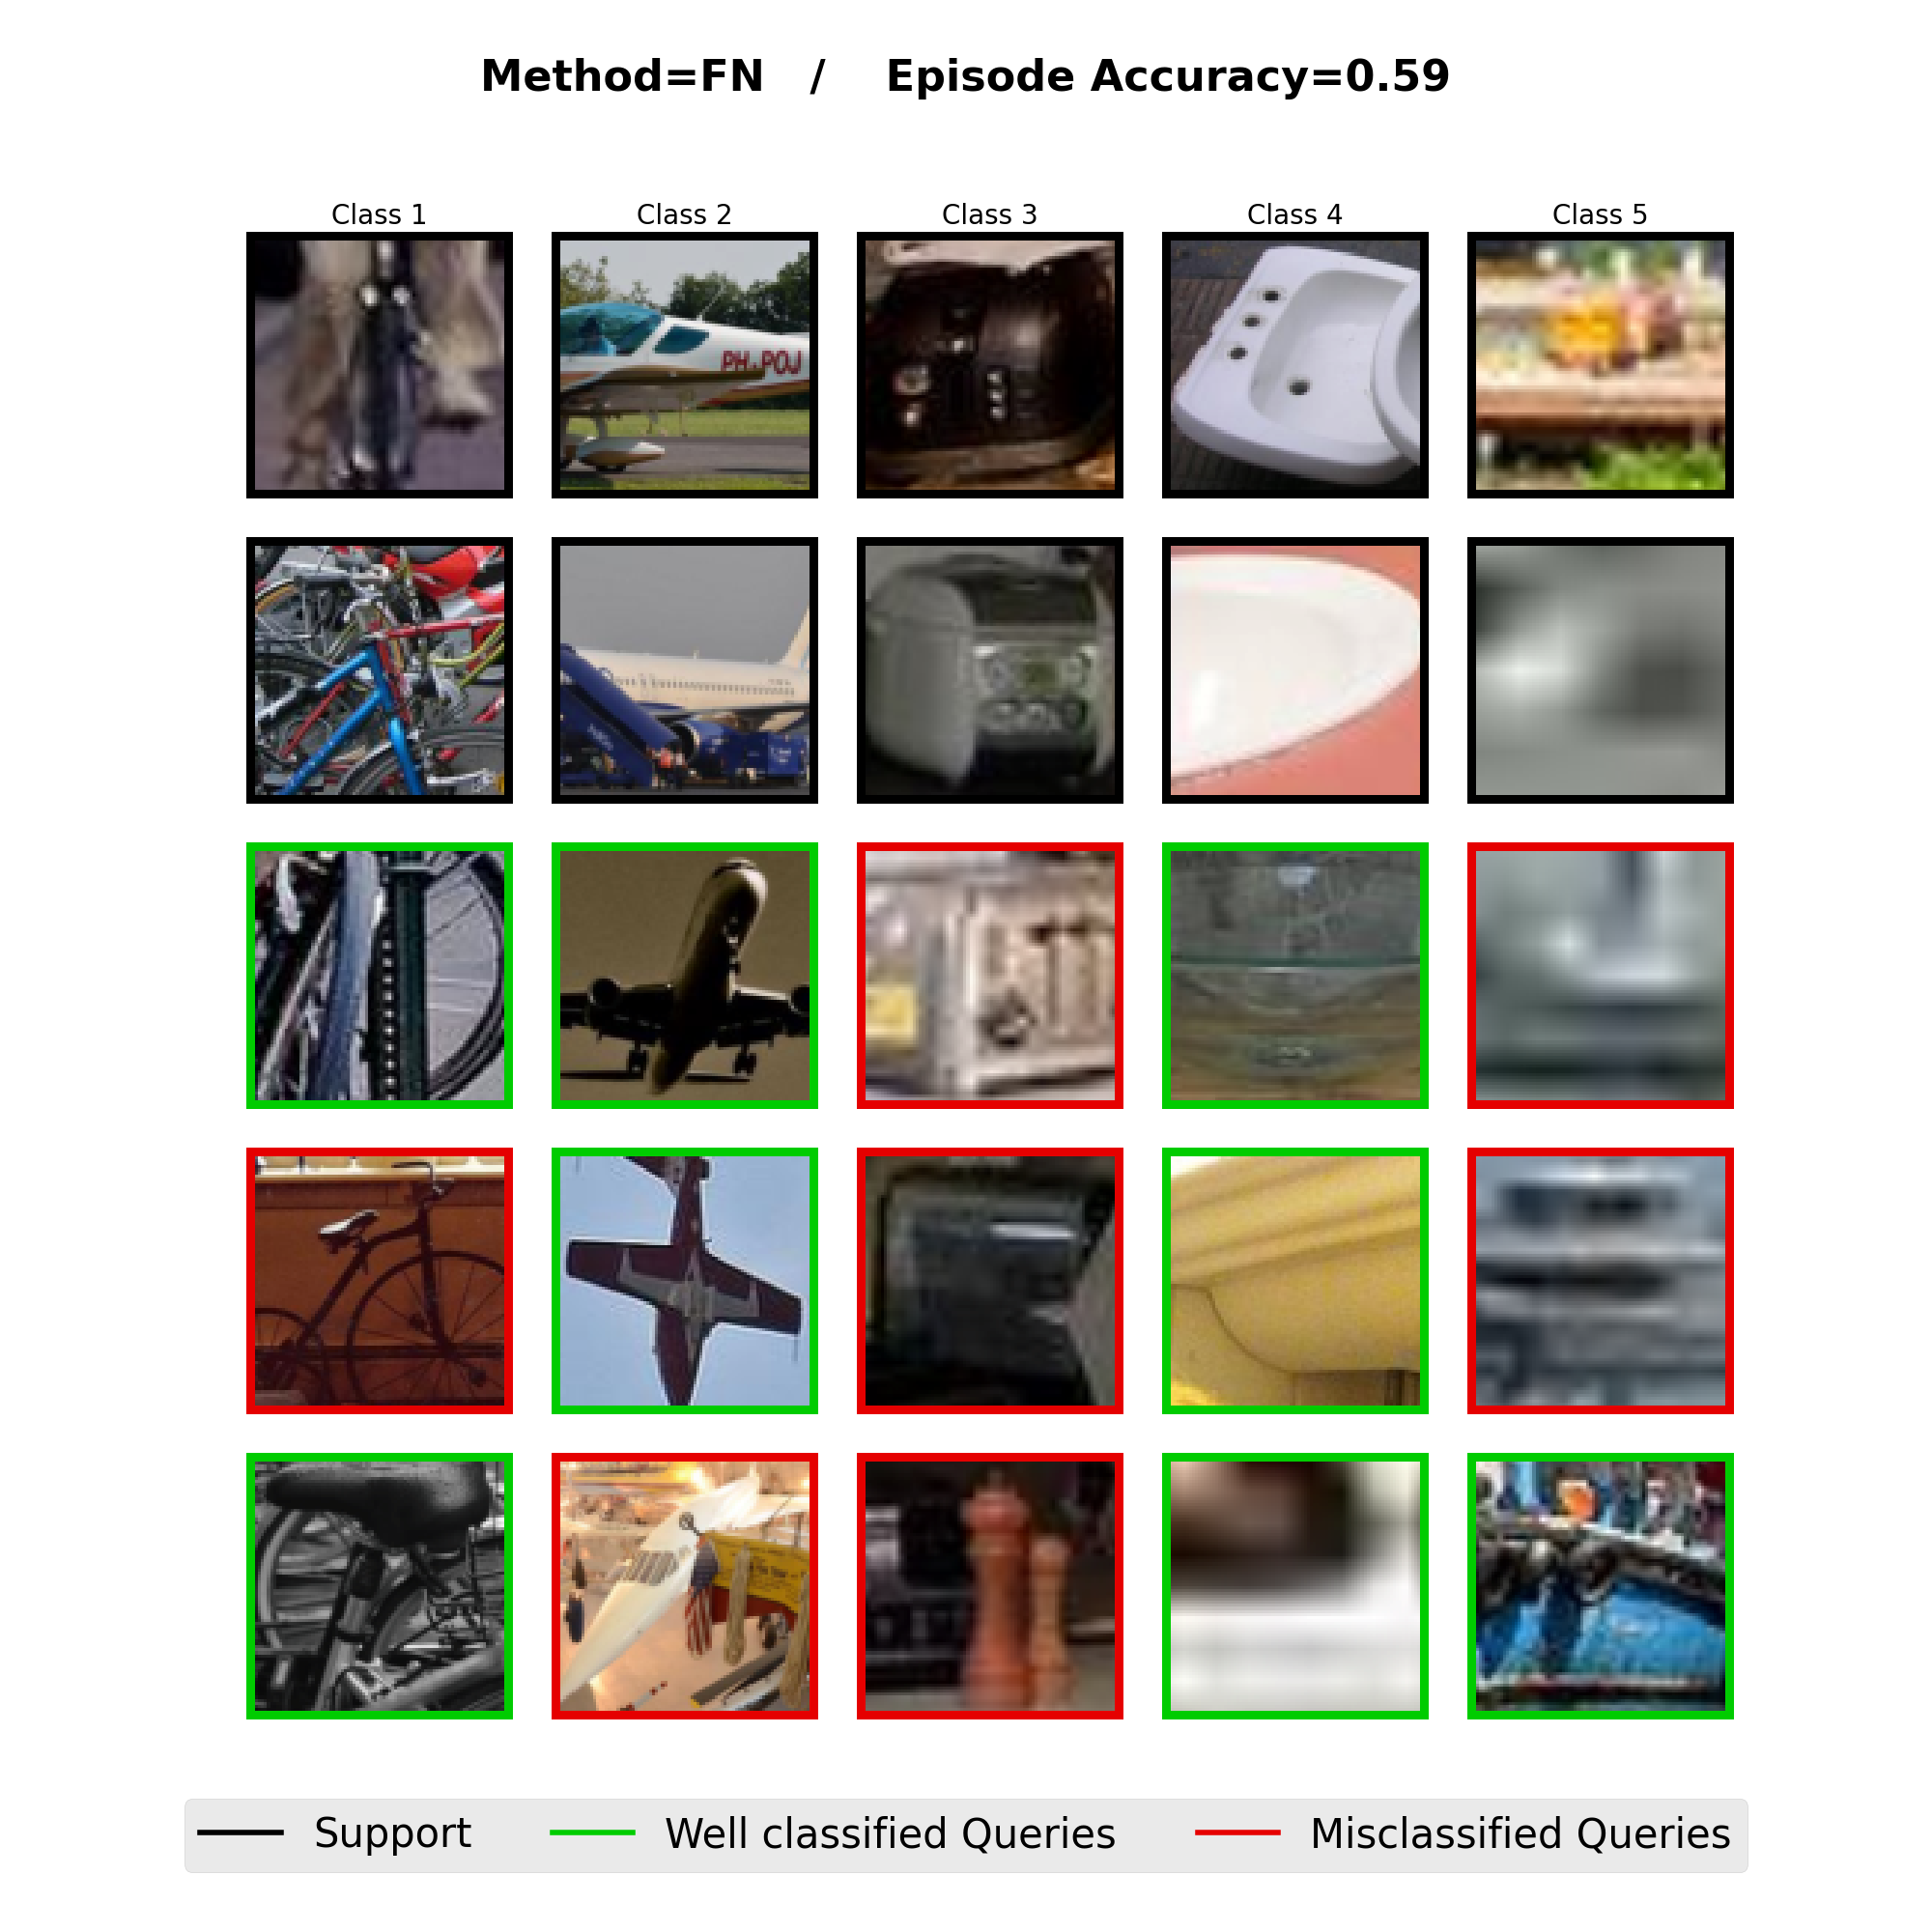 Method=FN / Episode Accuracy=0.59
Class 1 Class 2 Class 3 Class 4 Class 5
PH-POJ
Support Well classified Queries Misclassified Queries